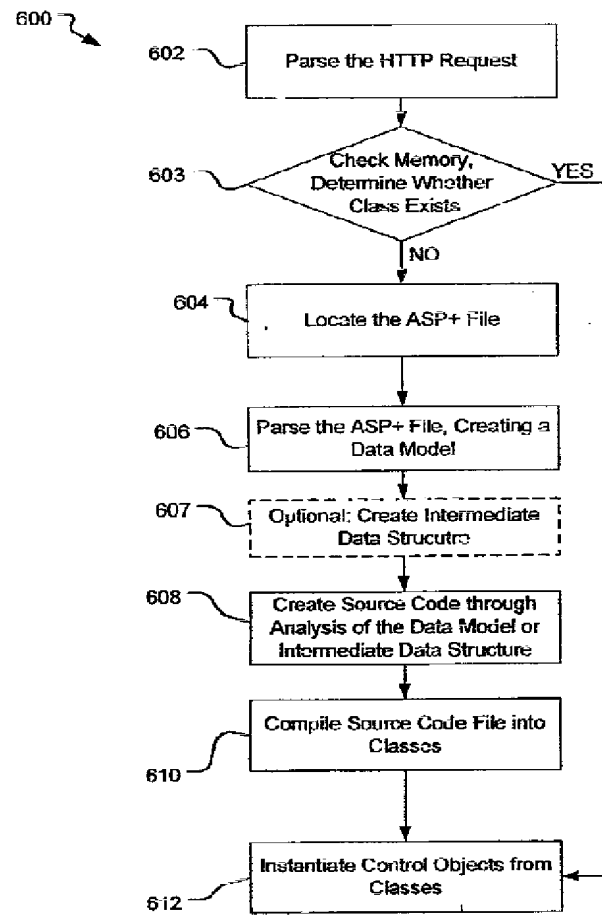 600
602
Parse the HTTP Request
603
Check Memory,
Determine Whether
Class Exists
YES
NO
604
Locate the ASP+ File
606
Parse the ASP+ File, Creating a
Data Model
607
Optional: Create Intermediate
Data Strucutre
608
Create Source Code through
Analysis of the Data Model or
Intermediate Data Structure
Compile Source Code File into
Classes
610
Instantiate Control Objects from
Classes
612